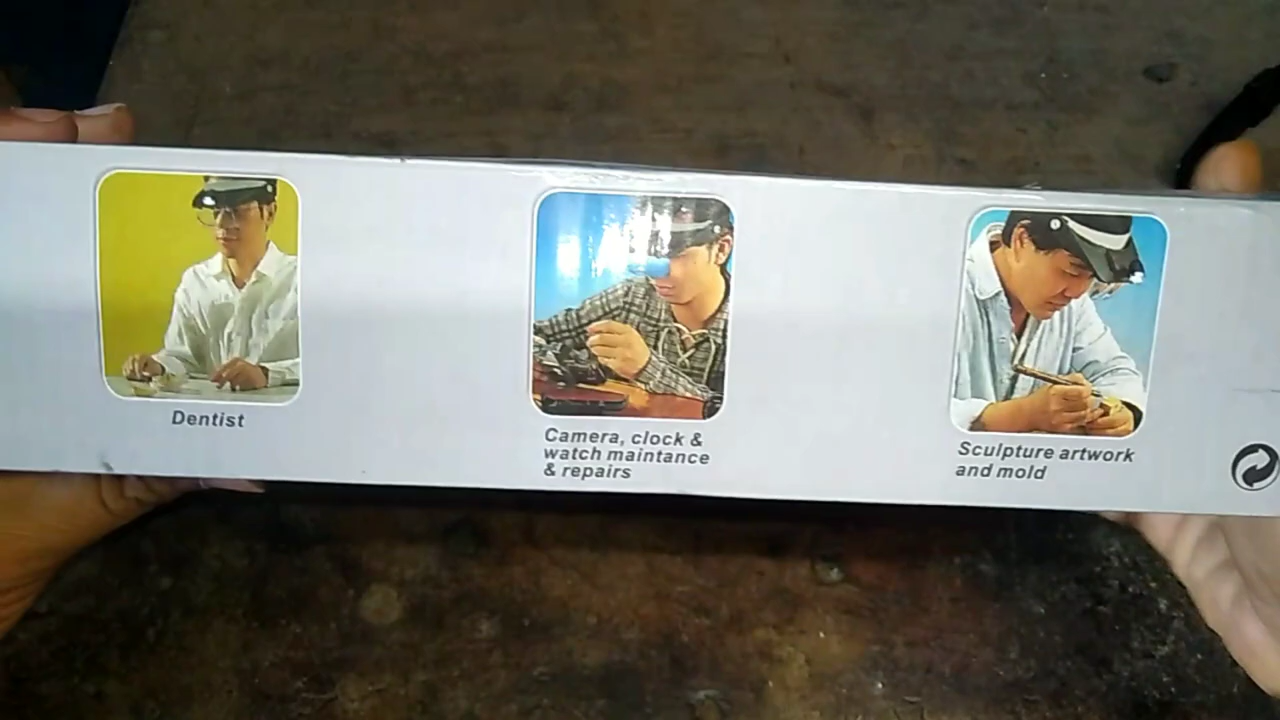 Dentist
Camera, clock &
watch maintance
& repairs
Sculpture artwork
and mold